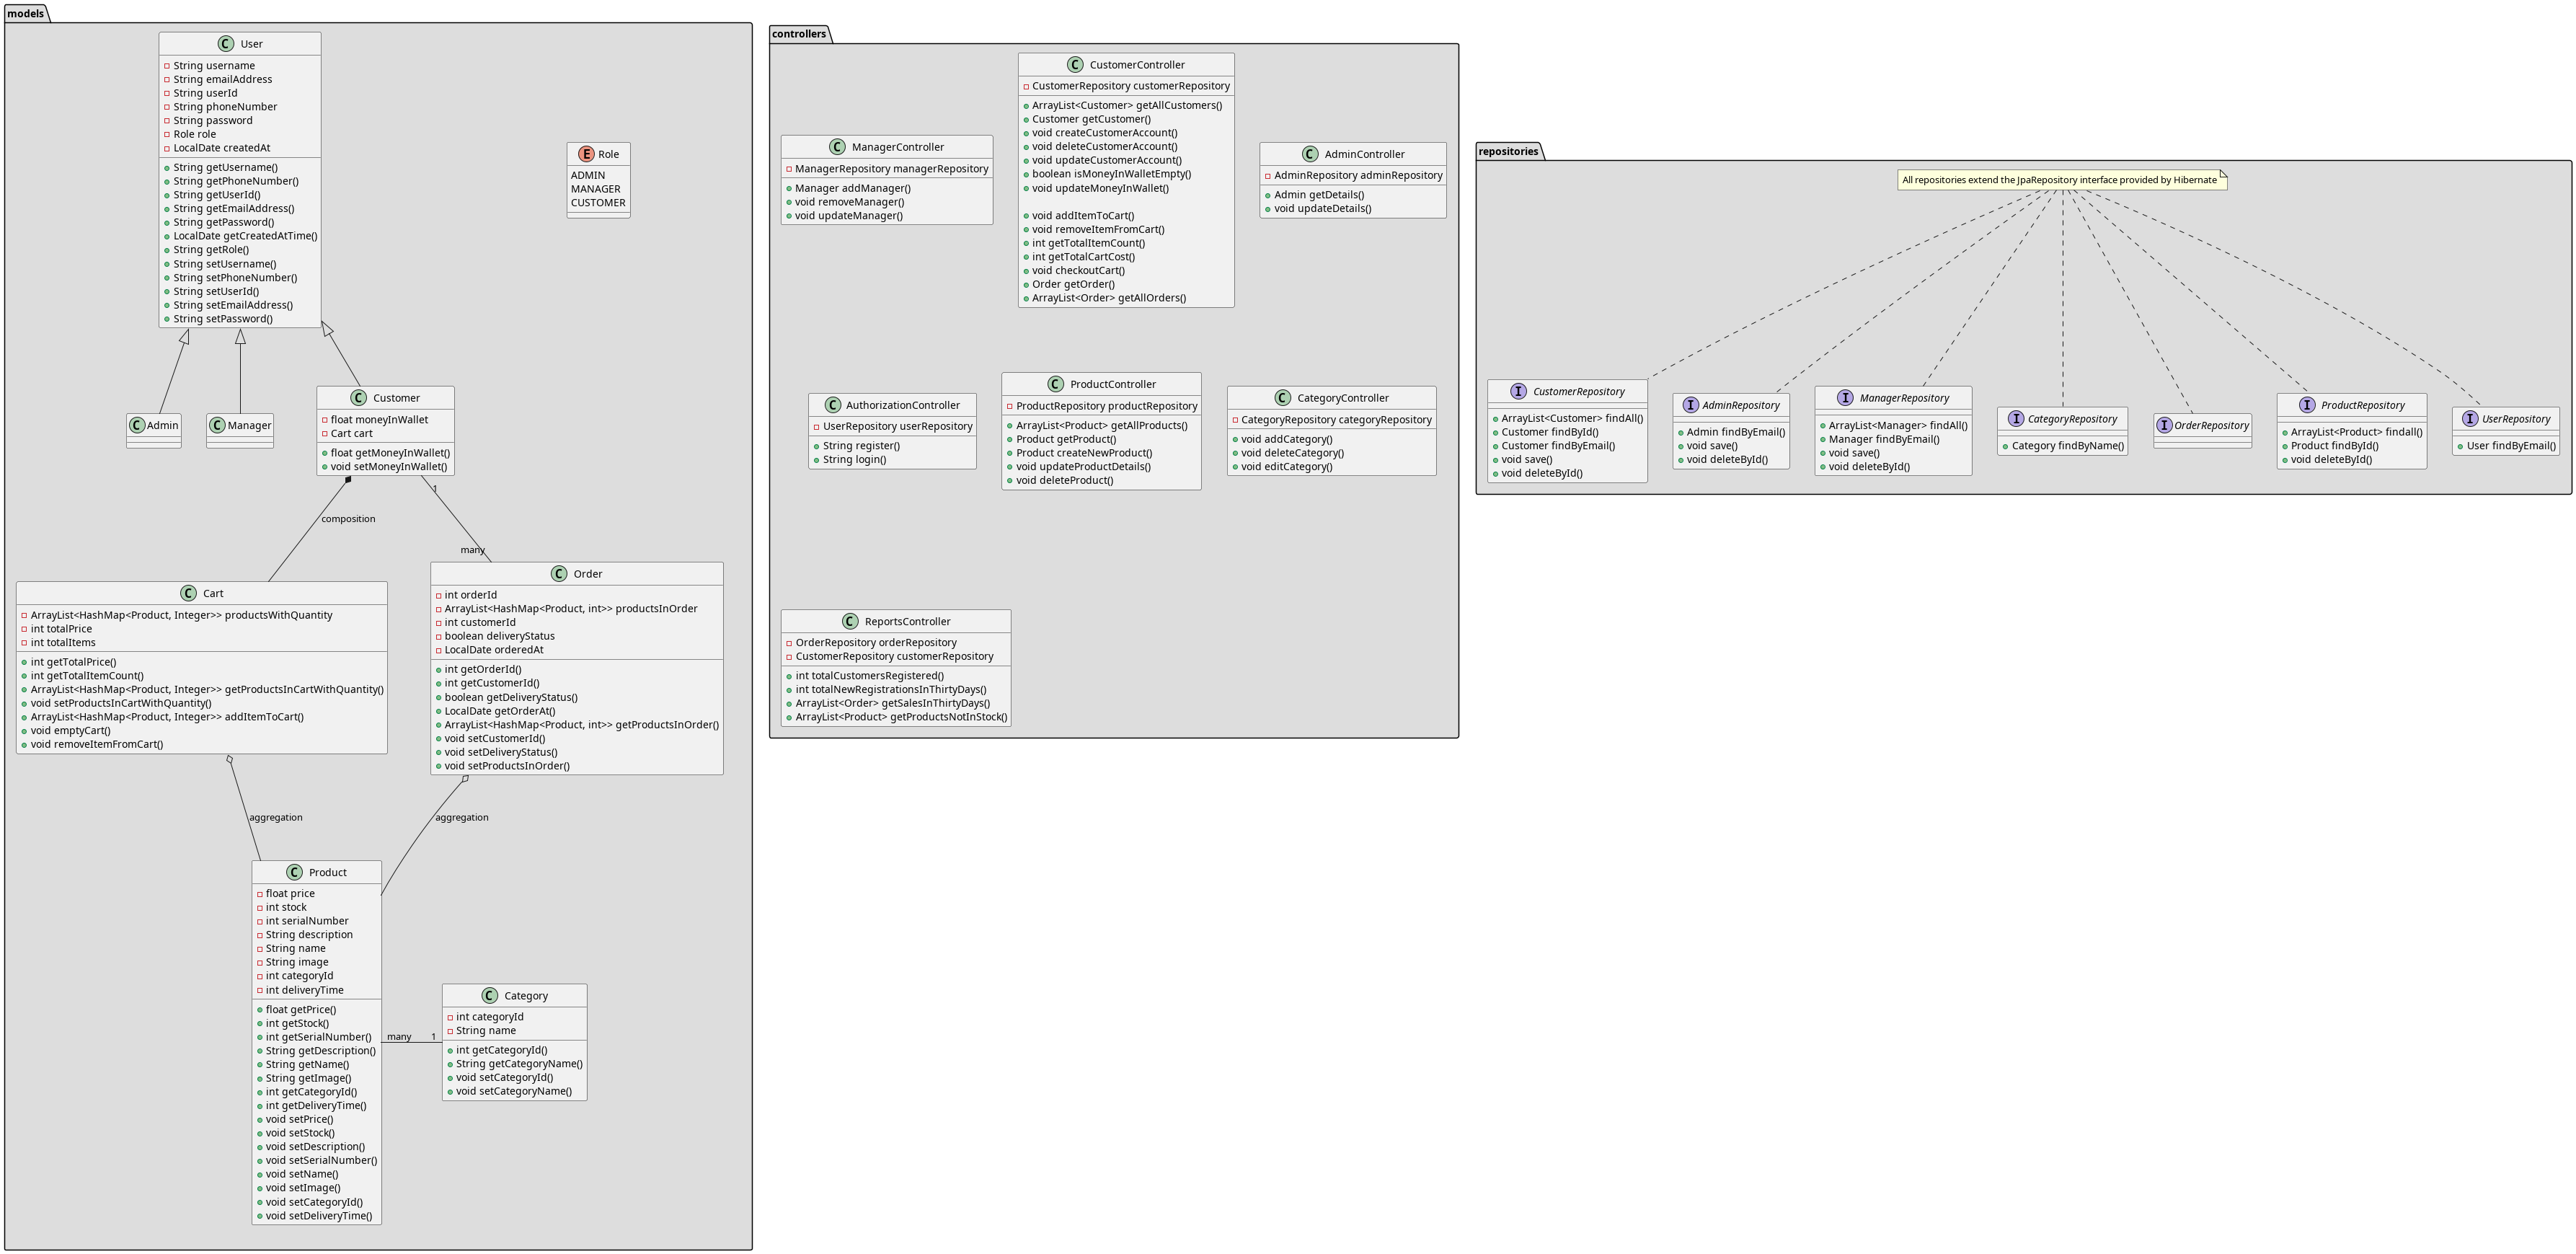 models
User
String username
String emailAddress
String userId
String phoneNumber
String password
Role role
LocalDate createdAt
String getUsername()
String getPhoneNumber()
String getUserId()
String getEmailAddress()
String getPassword()
LocalDate getCreatedAtTime()
String getRole()
String setUsername()
String setPhoneNumber()
String setUserId()
String setEmailAddress()
String setPassword()
E Role
ADMIN
MANAGER
CUSTOMER
C Admin
C Manager
C Customer
float moneyInWallet
Cart cart
float getMoneyInWallet()
void setMoneyInWallet()
composition
1
many
C Cart
ArrayList<HashMap<Product, Integer>> productsWithQuantity
int totalPrice
int totalItems
int getTotalPrice()
int getTotalItemCount()
ArrayList<HashMap<Product, Integer>> getProductsInCartWithQuantity()
void setProductsInCartWithQuantity()
ArrayList<HashMap<Product, Integer>> addItemToCart()
void emptyCart()
void removeItemFromCart()
C Order
int orderId
ArrayList<HashMap<Product, int>> productsInOrder
int customerId
boolean deliveryStatus
LocalDate orderedAt
int getOrderId()
int getCustomerId()
boolean getDeliveryStatus()
LocalDate getOrderAt()
ArrayList<HashMap<Product, int>> getProductsInOrder()
void setCustomerId()
void setDeliveryStatus()
void setProductsInOrder()
aggregation
aggregation
C Product
float price
int stock
int serialNumber
String description
String name
String image
int categoryId
int deliveryTime
float getPrice()
int getStock()
int getSerialNumber()
String getDescription()
String getName()
String getImage()
int getCategoryId()
int getDeliveryTime()
void setPrice()
void setStock()
void setDescription()
void setSerialNumber()
void setName()
void setImage()
void setCategoryId()
void setDeliveryTime()
many 1
C Category
int categoryId
String name
int getCategoryId()
String getCategoryName()
void setCategoryId()
void setCategoryName()
controllers
C ManagerController
ManagerRepository managerRepository
Manager addManager()
void removeManager()
void updateManager()
C CustomerController
CustomerRepository customerRepository
ArrayList<Customer> getAllCustomers()
Customer getCustomer()
void createCustomerAccount()
void deleteCustomerAccount()
void updateCustomerAccount()
boolean isMoneyInWalletEmpty()
void updateMoneyInWallet()
void addItemToCart()
void removeItemFromCart()
int getTotalItemCount()
int getTotalCartCost()
void checkoutCart()
Order getOrder()
ArrayList<Order> getAllOrders()
C AdminController
AdminRepository adminRepository
Admin getDetails()
void updateDetails()
C AuthorizationController
UserRepository userRepository
String register()
String login()
C ProductController
ProductRepository productRepository
ArrayList<Product> getAllProducts()
Product getProduct()
Product createNewProduct()
void updateProductDetails()
void deleteProduct()
C CategoryController
CategoryRepository categoryRepository
void addCategory()
void deleteCategory()
void editCategory()
C ReportsController
OrderRepository orderRepository
CustomerRepository customerRepository
int totalCustomersRegistered()
int totalNewRegistrationsInThirtyDays()
ArrayList<Order> getSalesInThirtyDays()
ArrayList<Product> getProductsNotInStock()
repositories
All repositories extend the JpaRepository interface provided by Hibernate
I CustomerRepository
ArrayList<Customer> findAll()
Customer findById()
Customer findByEmail()
void save()
void deleteById()
I AdminRepository
Admin findByEmail()
void save()
void deleteById()
I ManagerRepository
ArrayList<Manager> findAll()
Manager findByEmail()
void save()
void deleteById()
I CategoryRepository
Category findByName()
I OrderRepository
I ProductRepository
ArrayList<Product> findall()
Product findById()
void deleteById()
I UserRepository
User findByEmail()